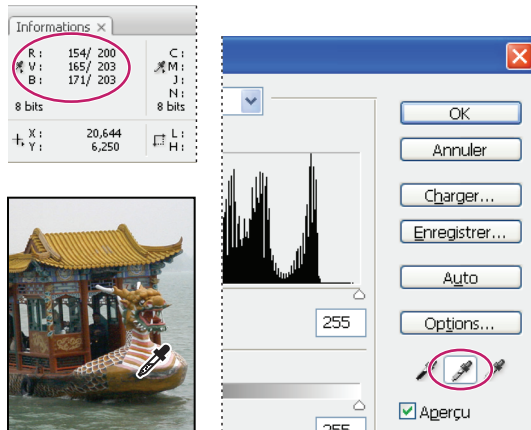 Informations ×
R : 154/ 200
V : 165/ 203
B : 171/ 203
8 bits
C :
M :
J :
N :
8 bits
X : 20,644
Y : 6,250
L :
H :
OK
Annuler
Charger...
Enregistrer...
Auto
Options...
255
Aperçu
255